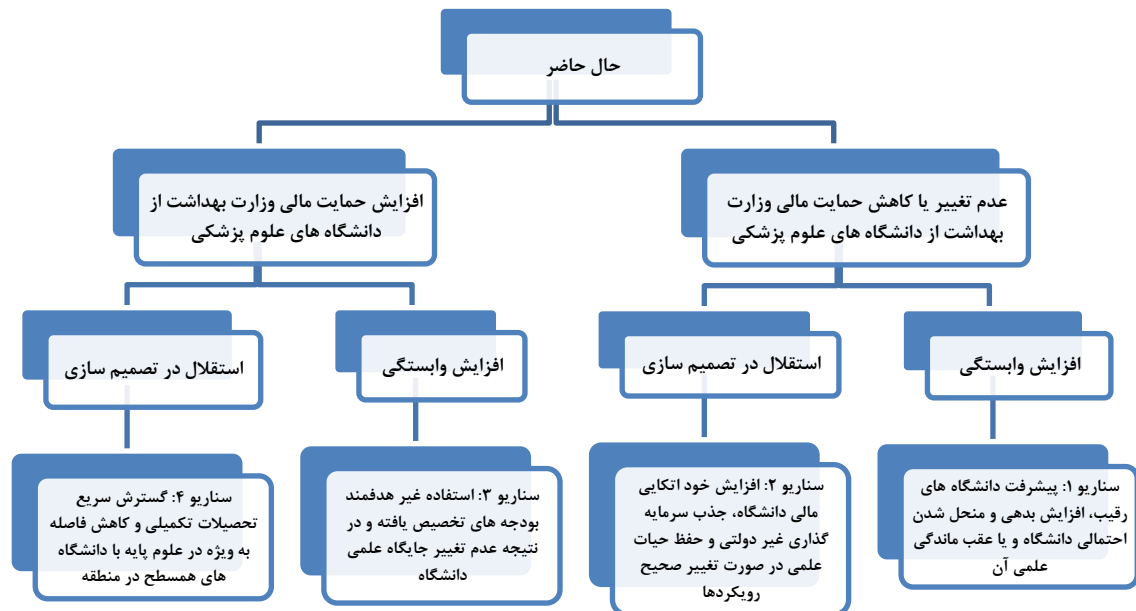 حال حاضر
عدم تغییر یا کاهش حمایت مالی وزارت
بهداشت از دانشگاه های علوم پزشکی
افزایش حمایت مالی وزارت بهداشت از
دانشگاه های علوم پزشکی
افزایش وابستگی
استقلال در تصمیم سازی
افزایش وابستگی
استقلال در تصمیم سازی
سناریو ۱: پیشرفت دانشگاه های
رقیب، افزایش بدهی و منحل شدن
احتمالی دانشگاه و یا عقب ماندگی
علمی آن
سناریو ۲: افزایش خود اتکایی
مالی دانشگاه، جذب سرمایه
گذاری غیر دولتی و حفظ حیات
علمی در صورت تغییر صحیح
رویکردها
سناریو ۳: استفاده غیر هدفمند
بودجه های تخصیص یافته و در
نتیجه عدم تغییر جایگاه علمی
دانشگاه
سناریو ۴: گسترش سریع
تحصیلات تکمیلی و کاهش فاصله
به ویژه در علوم پایه با دانشگاه
های همسطح در منطقه